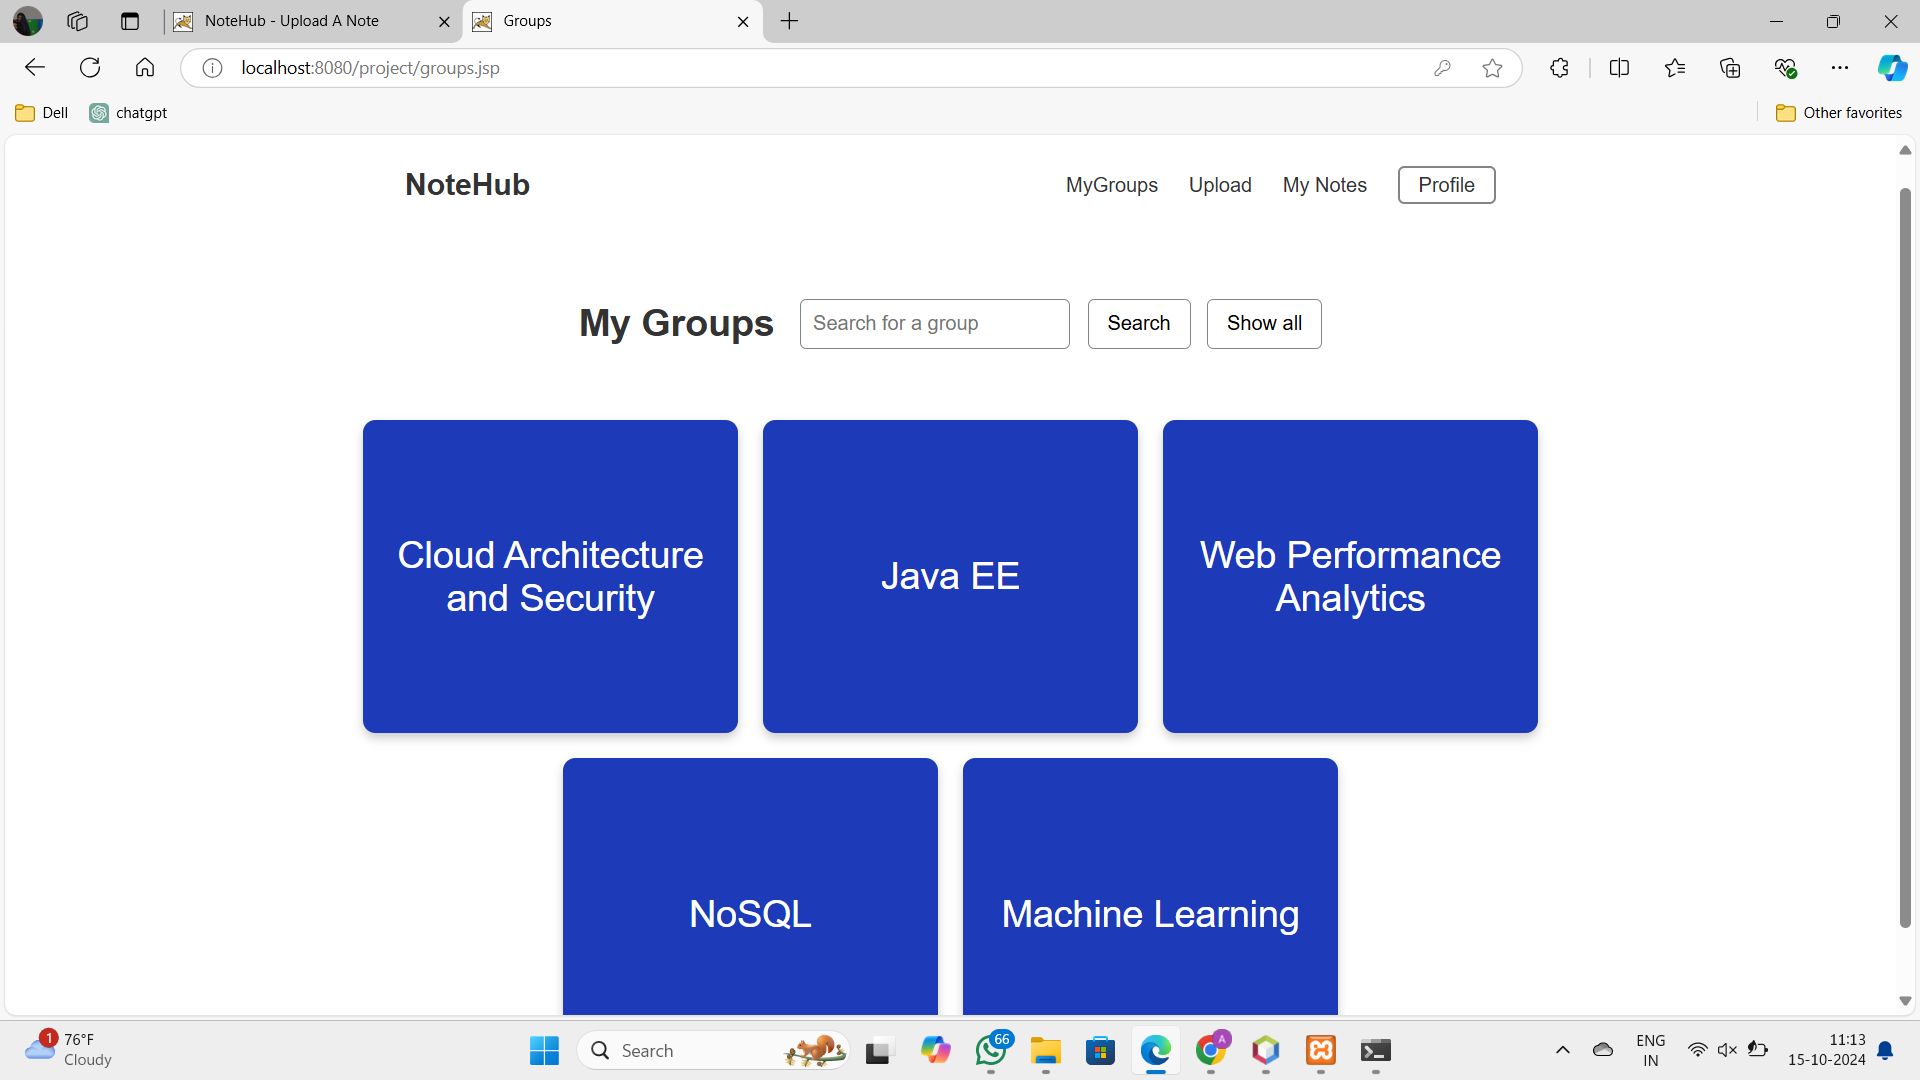 NoteHub - Upload A Note
Groups
localhost:8080/project/groups.jsp
Dell
chatgpt
Other favorites
NoteHub
MyGroups
Upload
My Notes
Profile
My Groups
Search for a group
Search
Show all
Cloud Architecture
and Security
Java EE
Web Performance
Analytics
NoSQL
Machine Learning
1
76°F
Cloudy
Search
66
A
ENG
IN
11:13
15-10-2024